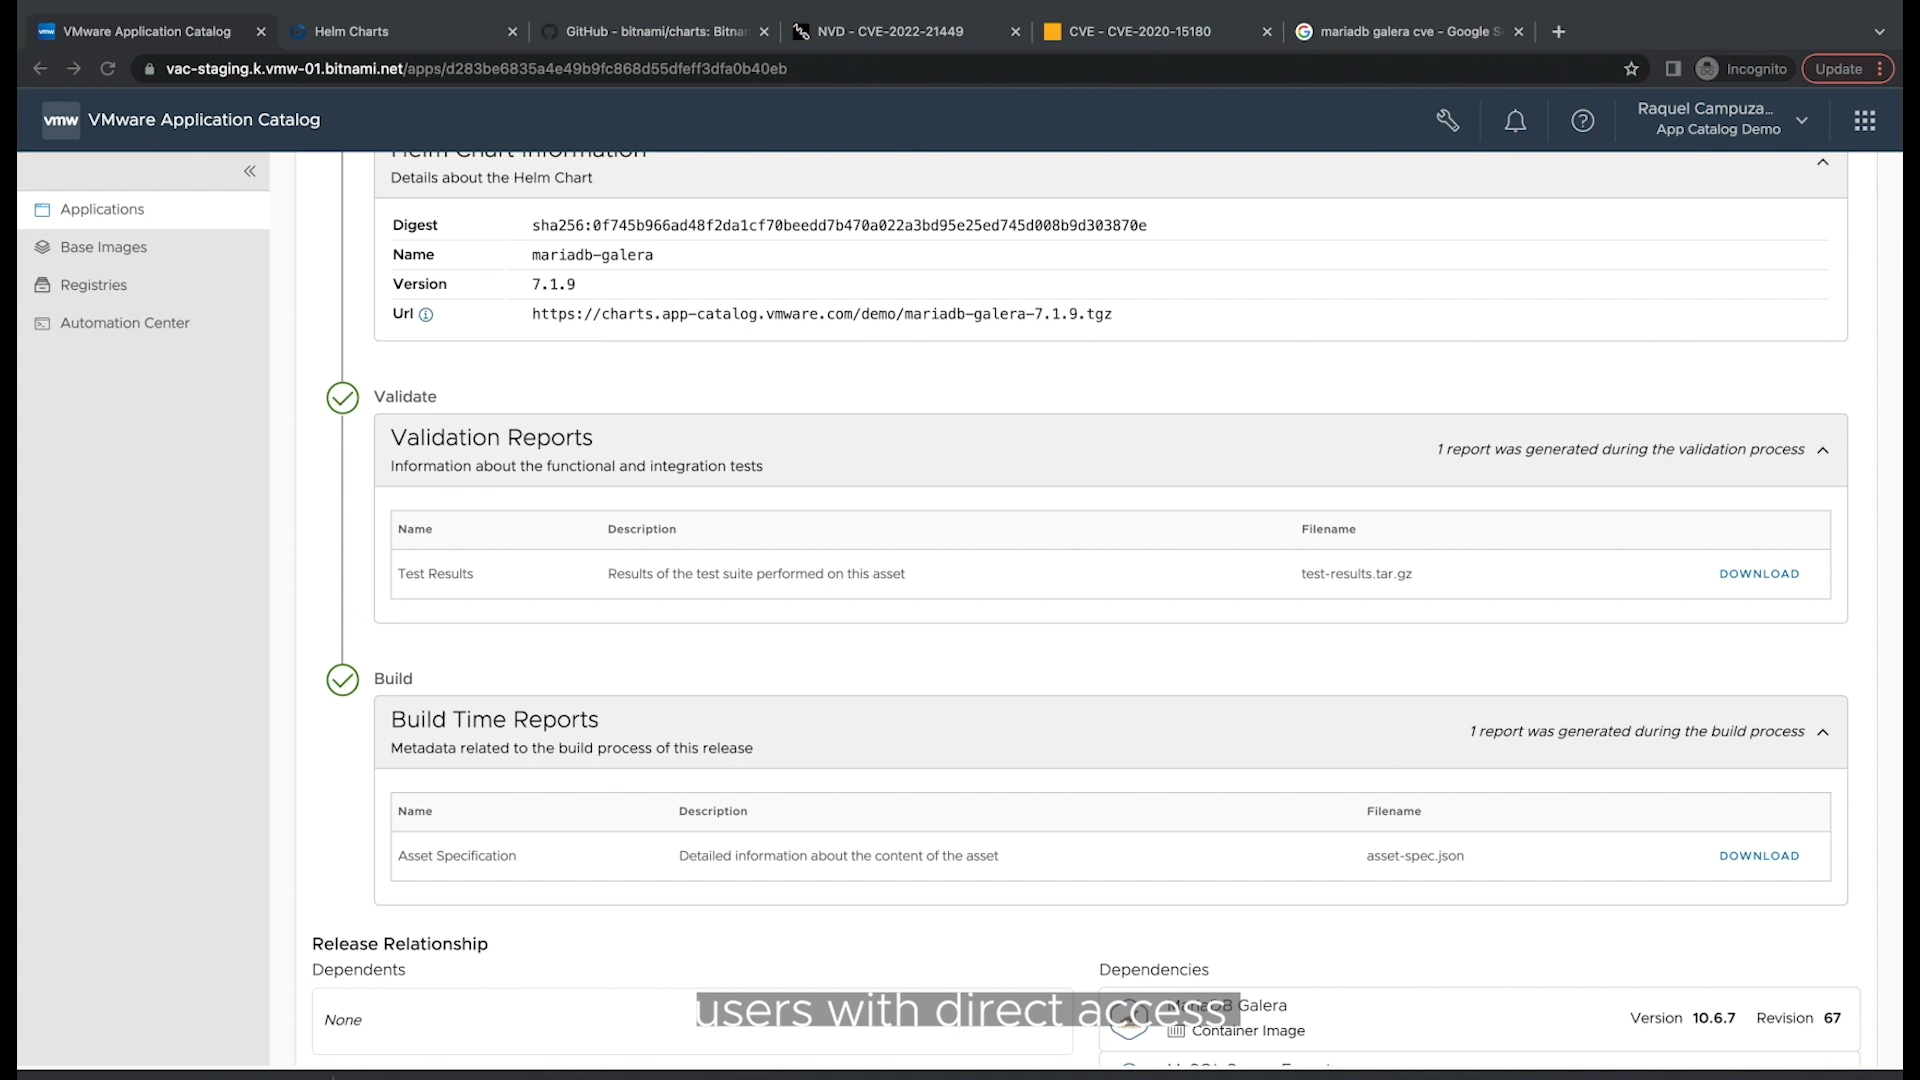 VMware Application Catalog
Helm Charts
GitHub - bitnami/charts: Bitnan
NVD - CVE-2022-21449
CVE - CVE-2020-15180
mariadb galera cve - Google S
vac-staging.k.vmw-01.bitnami.net/apps/d283be6835a4e49b9fc868d55dfeff3dfa0b40eb
Incognito
Update
vmw VMware Application Catalog
Raquel Campuza...
App Catalog Demo
Applications
Base Images
Registries
Automation Center
Helm Chart Information
Details about the Helm Chart
Digest sha256:0f745b966ad48f2da1cf70beedd7b470a022a3bd95e25ed745d008b9d303870e
Name mariadb-galera
Version 7.1.9
Url https://charts.app-catalog.vmware.com/demo/mariadb-galera-7.1.9.tgz
Validate
Validation Reports
Information about the functional and integration tests
1 report was generated during the validation process
Name Description Filename
Test Results Results of the test suite performed on this asset test-results.tar.gz DOWNLOAD
Build
Build Time Reports
Metadata related to the build process of this release
1 report was generated during the build process
Name Description Filename
Asset Specification Detailed information about the content of the asset asset-spec.json DOWNLOAD
Release Relationship
Dependents
None
Dependencies
MariaDB Galera
Container Image
Version 10.6.7 Revision 67
users with direct access